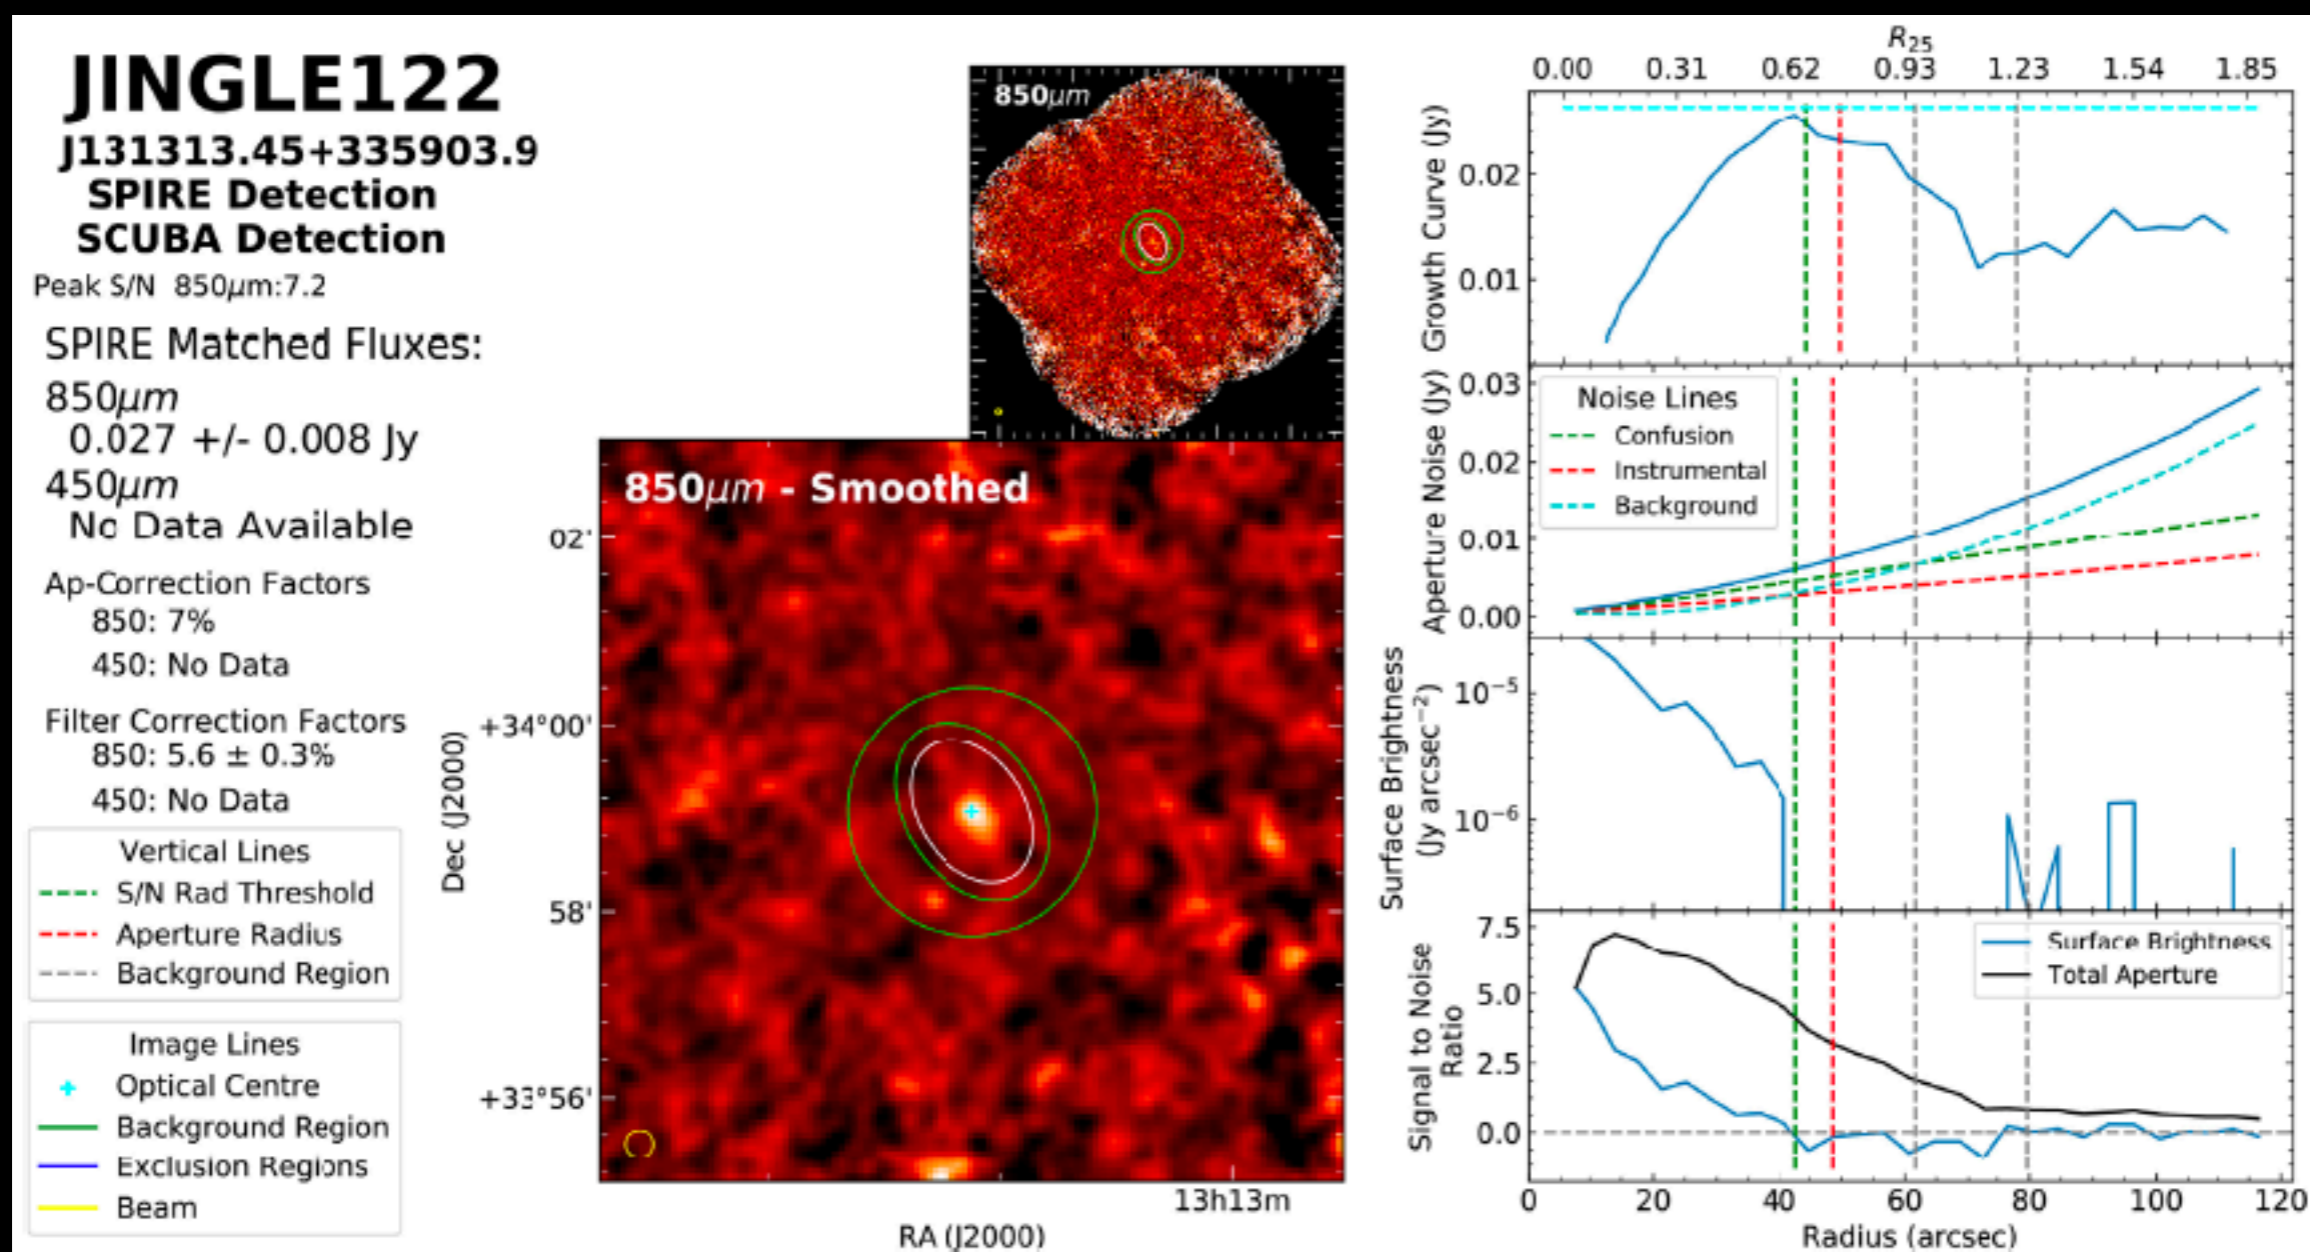 JINGLE122
J131313.45+335903.9
SPIRE Detection
SCUBA Detection
Peak S/N 850μm:7.2
SPIRE Matched Fluxes:
850μm
0.027 +/- 0.008 Jy
450μm
No Data Available
Ap-Correction Factors
850: 7%
450: No Data
Filter Correction Factors
850: 5.6 ± 0.3%
450: No Data
Vertical Lines
S/N Rad Threshold
Aperture Radius
Background Region
Image Lines
Optical Centre
Background Region
Exclusion Regions
Beam
850μm
850μm - Smoothed
02'
+34°00'
58'
+33°56'
Dec (J2000)
13h13m
RA (J2000)
R25
0.00 0.31 0.62 0.93 1.23 1.54 1.85
Growth Curve (Jy)
0.02
0.01
Aperture Noise (Jy)
0.03
0.02
0.01
0.00
Noise Lines
Confusion
Instrumental
Background
Surface Brightness
(Jy arcsec−2)
10−5
10−6
Signal to Noise
Ratio
7.5
5.0
2.5
0.0
Surface Brightness
Total Aperture
0 20 40 60 80 100 120
Radius (arcsec)